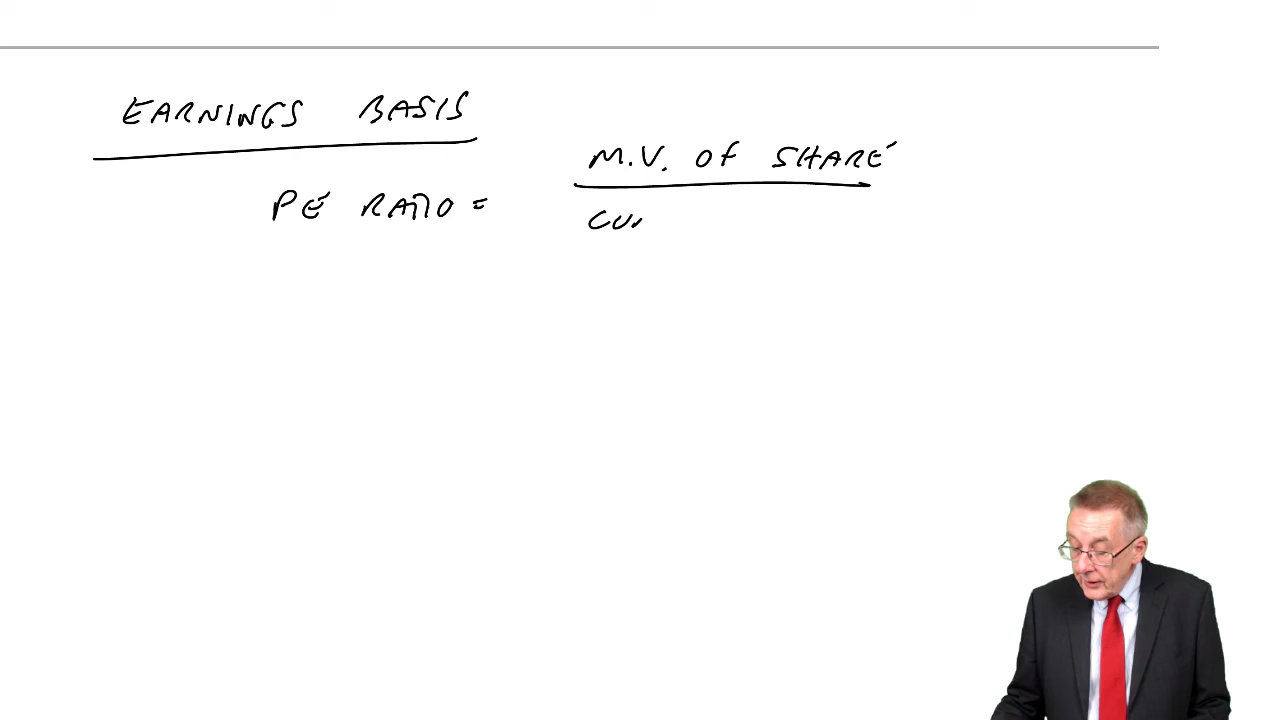 EARNINGS BASIS
M.V. OF SHARE
PE RATIO =